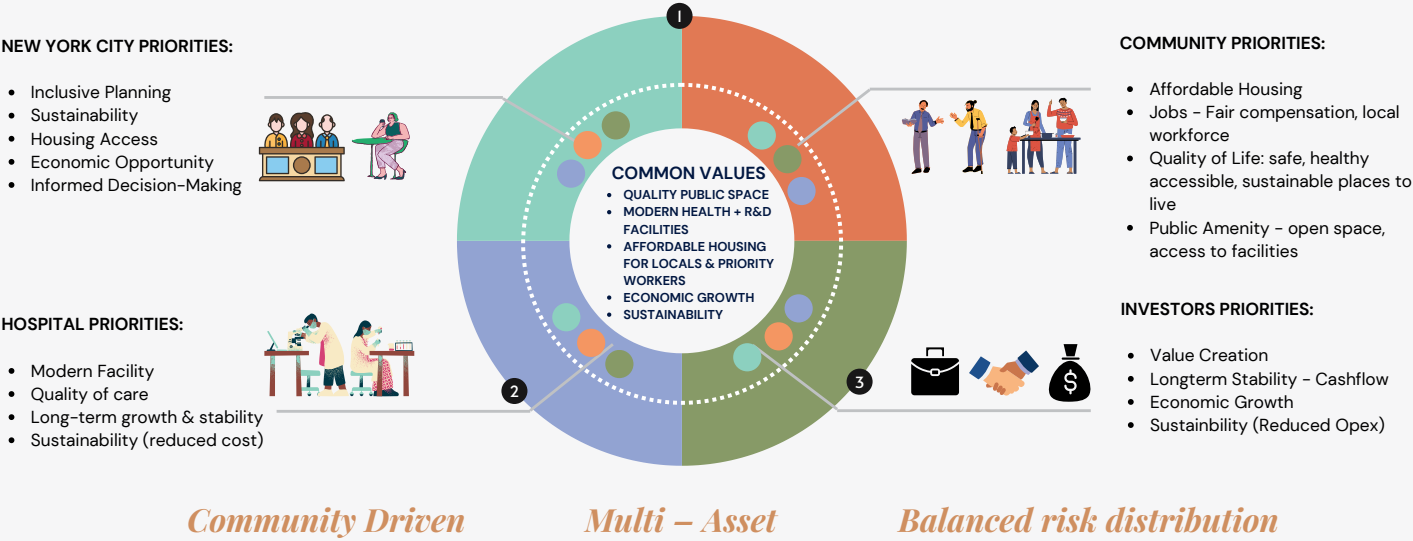 NEW YORK CITY PRIORITIES:
• Inclusive Planning
• Sustainability
• Housing Access
• Economic Opportunity
• Informed Decision-Making
HOSPITAL PRIORITIES:
• Modern Facility
• Quality of care
• Long-term growth & stability
• Sustainability (reduced cost)
1
COMMON VALUES
• QUALITY PUBLIC SPACE
• MODERN HEALTH + R&D
FACILITIES
• AFFORDABLE HOUSING
FOR LOCALS & PRIORITY
WORKERS
• ECONOMIC GROWTH
• SUSTAINABILITY
2
3
COMMUNITY PRIORITIES:
• Affordable Housing
• Jobs - Fair compensation, local
workforce
• Quality of Life: safe, healthy
accessible, sustainable places to
live
• Public Amenity - open space,
access to facilities
INVESTORS PRIORITIES:
• Value Creation
• Longterm Stability - Cashflow
• Economic Growth
• Sustainbility (Reduced Opex)
$
Community Driven
Multi – Asset
Balanced risk distribution